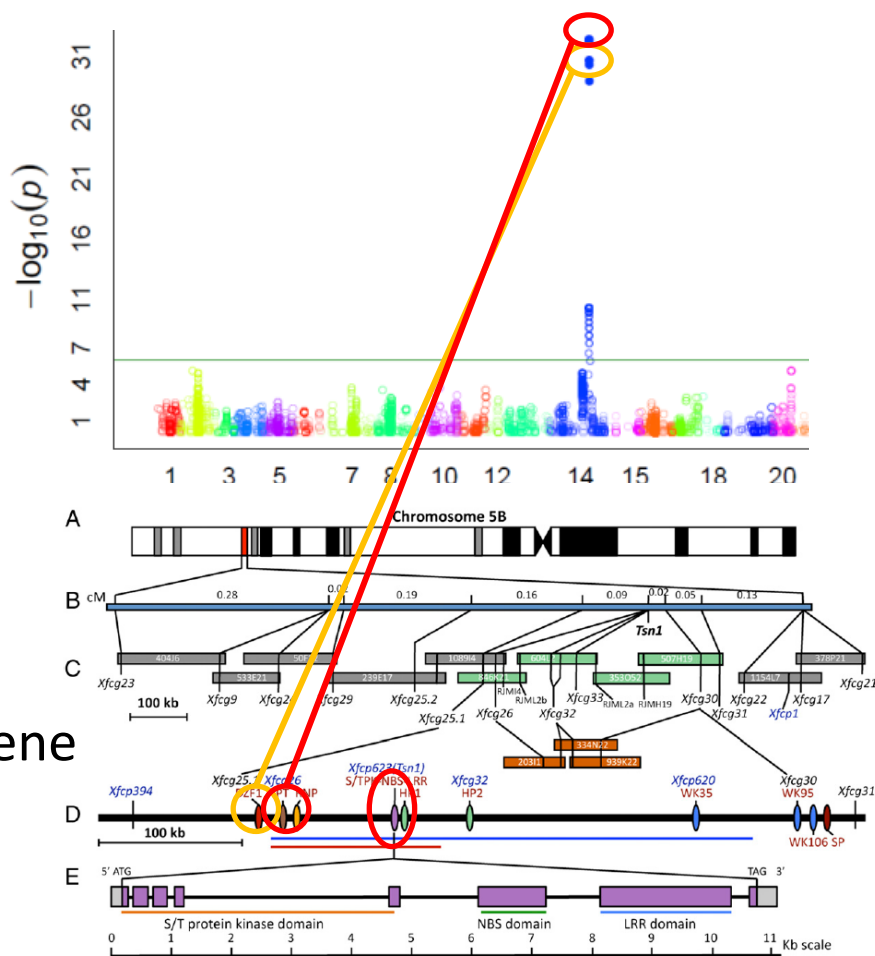 31
26
21
16
11
7
4
1
−log10(p)
1 3 5 7 8 10 12 14 15 18 20
A
Chromosome 5B
B cM 0.28 0.02 0.19 0.16 0.09 0.02 0.05 0.13
Tsn1
C
404J6 1089I4 604 507H19 378P21
533E21 239E17 353O52 1154L7
Xfcg23 Xfcg9 Xfcg29 Xfcg25.2 RJMI4 RJML2b Xfcg33 RJML2a RJMH19 Xfcg30 Xfcg22 Xfcg17 Xfcg21
100 kb
Xfcg25.1 Xfcg26 Xfcg32 Xfcg31 Xfcp1
334N22
203I1 939K22
ene
Xfcp394 Xfcg25.1 Xfcg26 Xfcp623(Tsn1) Xfcg32 Xfcp620 Xfcg30 Xfcg31
S/TPK NBS LRR
HP1 HP2 WK35 WK95
D
WK106 SP
100 kb
5' ATG TAG 3'
E
S/T protein kinase domain NBS domain LRR domain
0 1 2 3 4 5 6 7 8 9 10 11 Kb scale